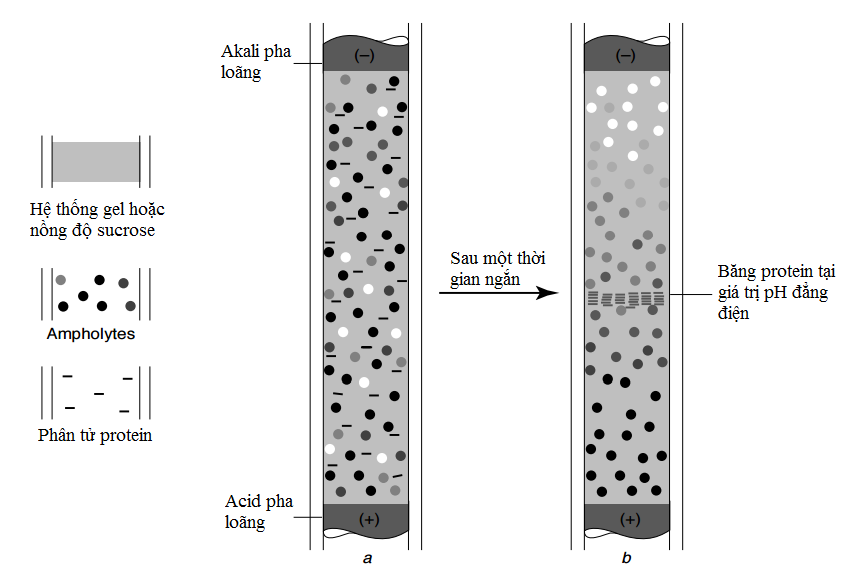 Akali pha
loãng
(–)
(–)
Hệ thống gel hoặc
nồng độ sucrose
Sau một thời
gian ngắn
Băng protein tại
giá trị pH đẳng
điện
Ampholytes
Phân tử protein
Acid pha
loãng
(+)
(+)
a
b